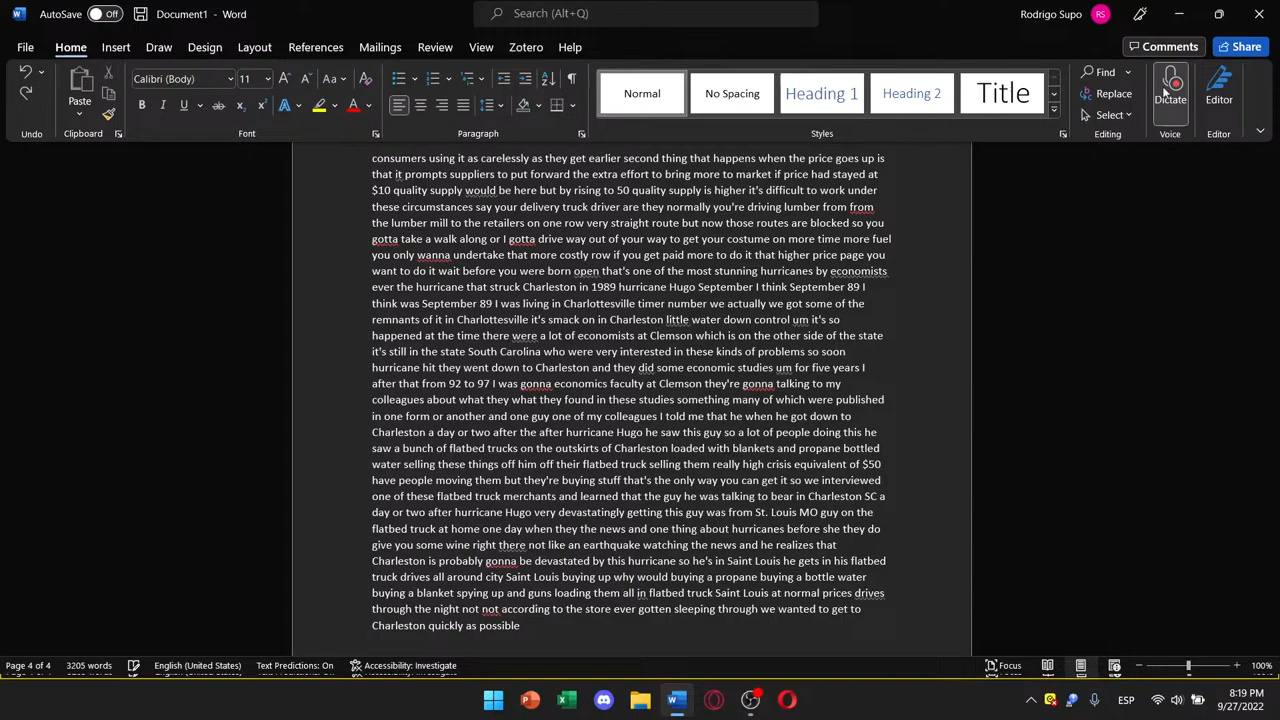 AutoSave Off Document1 - Word Search (Alt+Q) Rodrigo Supo RS
File Home Insert Draw Design Layout References Mailings Review View Zotero Help Comments Share
Undo Paste Clipboard
Calibri (Body) 11 Aa
Font
Paragraph
Normal No Spacing Heading 1 Heading 2 Title
Styles
Find
Replace
Select
Editing
Dictate
Voice
Editor
Editor
consumers using it as carelessly as they get earlier second thing that happens when the price goes up is
that it prompts suppliers to put forward the extra effort to bring more to market if price had stayed at
$10 quality supply would be here but by rising to 50 quality supply is higher it's difficult to work under
these circumstances say your delivery truck driver are they normally you're driving lumber from from
the lumber mill to the retailers on one row very straight route but now those routes are blocked so you
gotta take a walk along or I gotta drive way out of your way to get your costume on more time more fuel
you only wanna undertake that more costly row if you get paid more to do it that higher price page you
want to do it wait before you were born open that's one of the most stunning hurricanes by economists
ever the hurricane that struck Charleston in 1989 hurricane Hugo September I think September 89 I
think was September 89 I was living in Charlottesville timer number we actually we got some of the
remnants of it in Charlottesville it's smack on in Charleston little water down control um it's so
happened at the time there were a lot of economists at Clemson which is on the other side of the state
it's still in the state South Carolina who were very interested in these kinds of problems so soon
hurricane hit they went down to Charleston and they did some economic studies um for five years I
after that from 92 to 97 I was gonna economics faculty at Clemson they're gonna talking to my
colleagues about what they what they found in these studies something many of which were published
in one form or another and one guy one of my colleagues I told me that he when he got down to
Charleston a day or two after the after hurricane Hugo he saw this guy so a lot of people doing this he
saw a bunch of flatbed trucks on the outskirts of Charleston loaded with blankets and propane bottled
water selling these things off him off their flatbed truck selling them really high crisis equivalent of $50
have people moving them but they're buying stuff that's the only way you can get it so we interviewed
one of these flatbed truck merchants and learned that the guy he was talking to bear in Charleston SC a
day or two after hurricane Hugo very devastatingly getting this guy was from St. Louis MO guy on the
flatbed truck at home one day when they the news and one thing about hurricanes before she they do
give you some wine right there not like an earthquake watching the news and he realizes that
Charleston is probably gonna be devastated by this hurricane so he's in Saint Louis he gets in his flatbed
truck drives all around city Saint Louis buying up why would buying a propane buying a bottle water
buying a blanket spying up and guns loading them all in flatbed truck Saint Louis at normal prices drives
through the night not not according to the store ever gotten sleeping through we wanted to get to
Charleston quickly as possible
Page 4 of 4 3205 words English (United States) Text Predictions: On Accessibility: Investigate Focus 100%
ESP 8:19 PM
9/27/2022